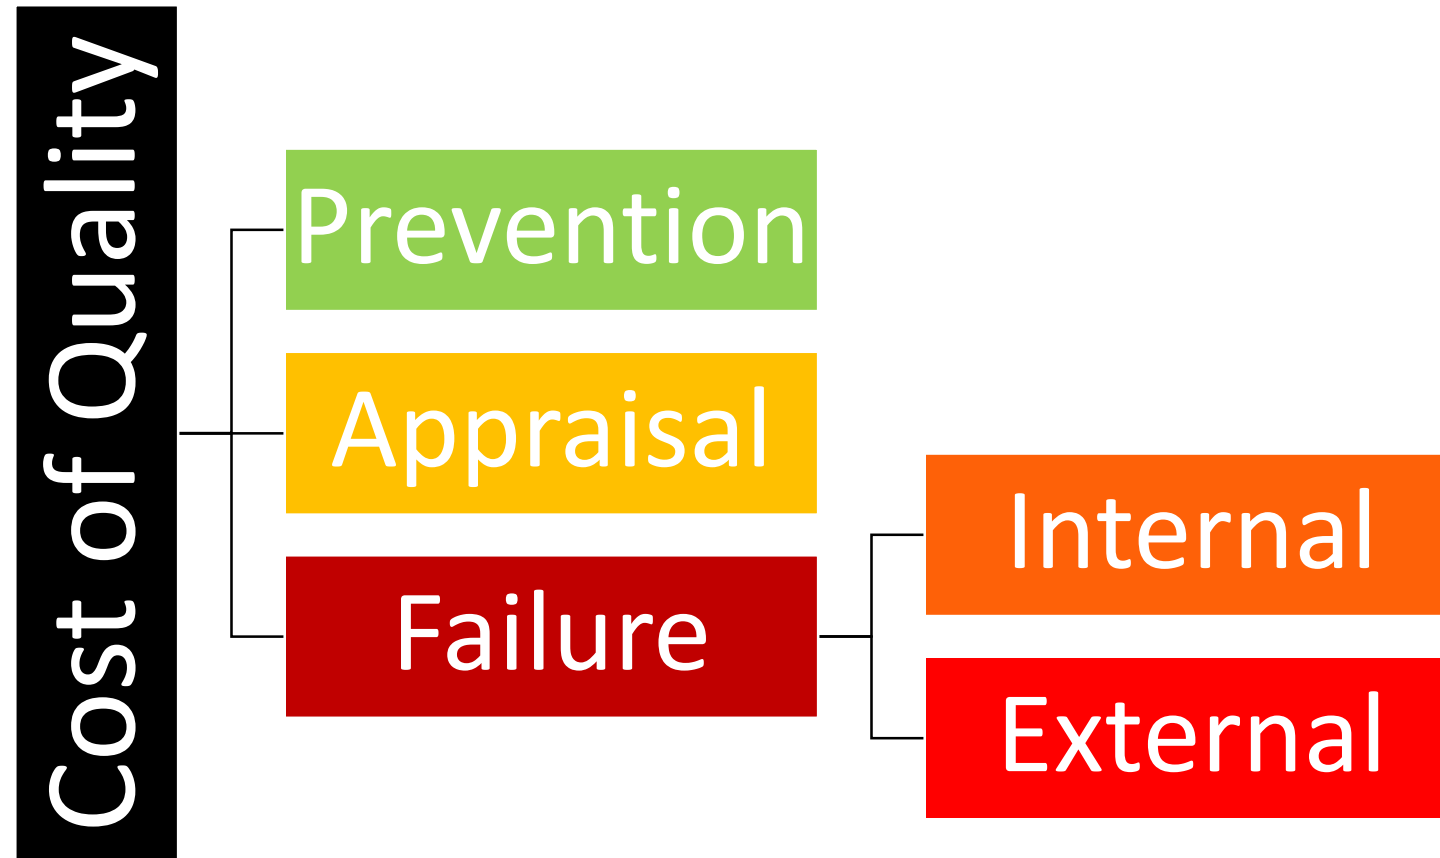 Cost of Quality
Prevention
Appraisal
Failure
Internal
External